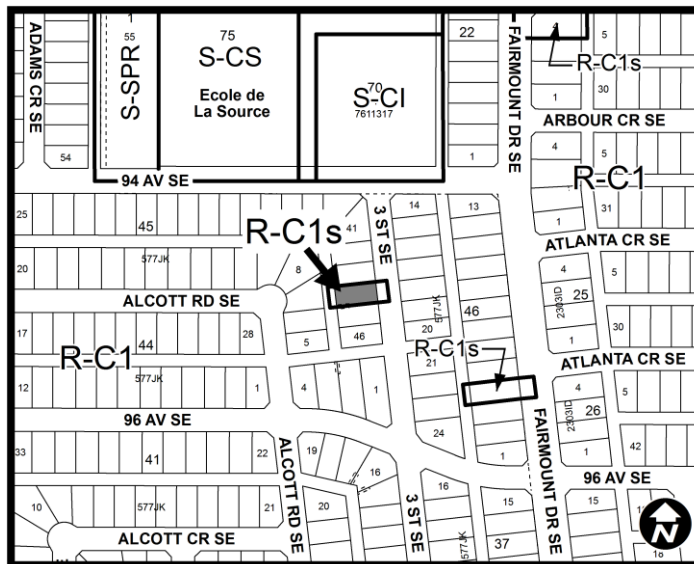 ADAMS CR SE
1
55
S-SPR
75
S-CS
Ecole de
La Source
70
S-CI
7611317
22
FAIRMOUNT DR SE
4
R-C1s
5
30
1
ARBOUR CR SE
54
1
4
5
R-C1
94 AV SE
25
45
R-C1s
41
3 ST SE
14
13
31
1
ATLANTA CR SE
577JK
20
8
4
5
2303ID
25
ALCOTT RD SE
577JK
46
17
44
28
5
46
20
1
30
R-C1
R-C1s
21
ATLANTA CR SE
577JK
12
1
4
1
4
5
96 AV SE
FAIRMOUNT DR SE
2303ID
26
24
33
41
22
ALCOTT RD SE
19
16
1
1
42
96 AV SE
3 ST SE
16
15
15
10
577JK
21
20
577JK
37
ALCOTT CR SE
18
N